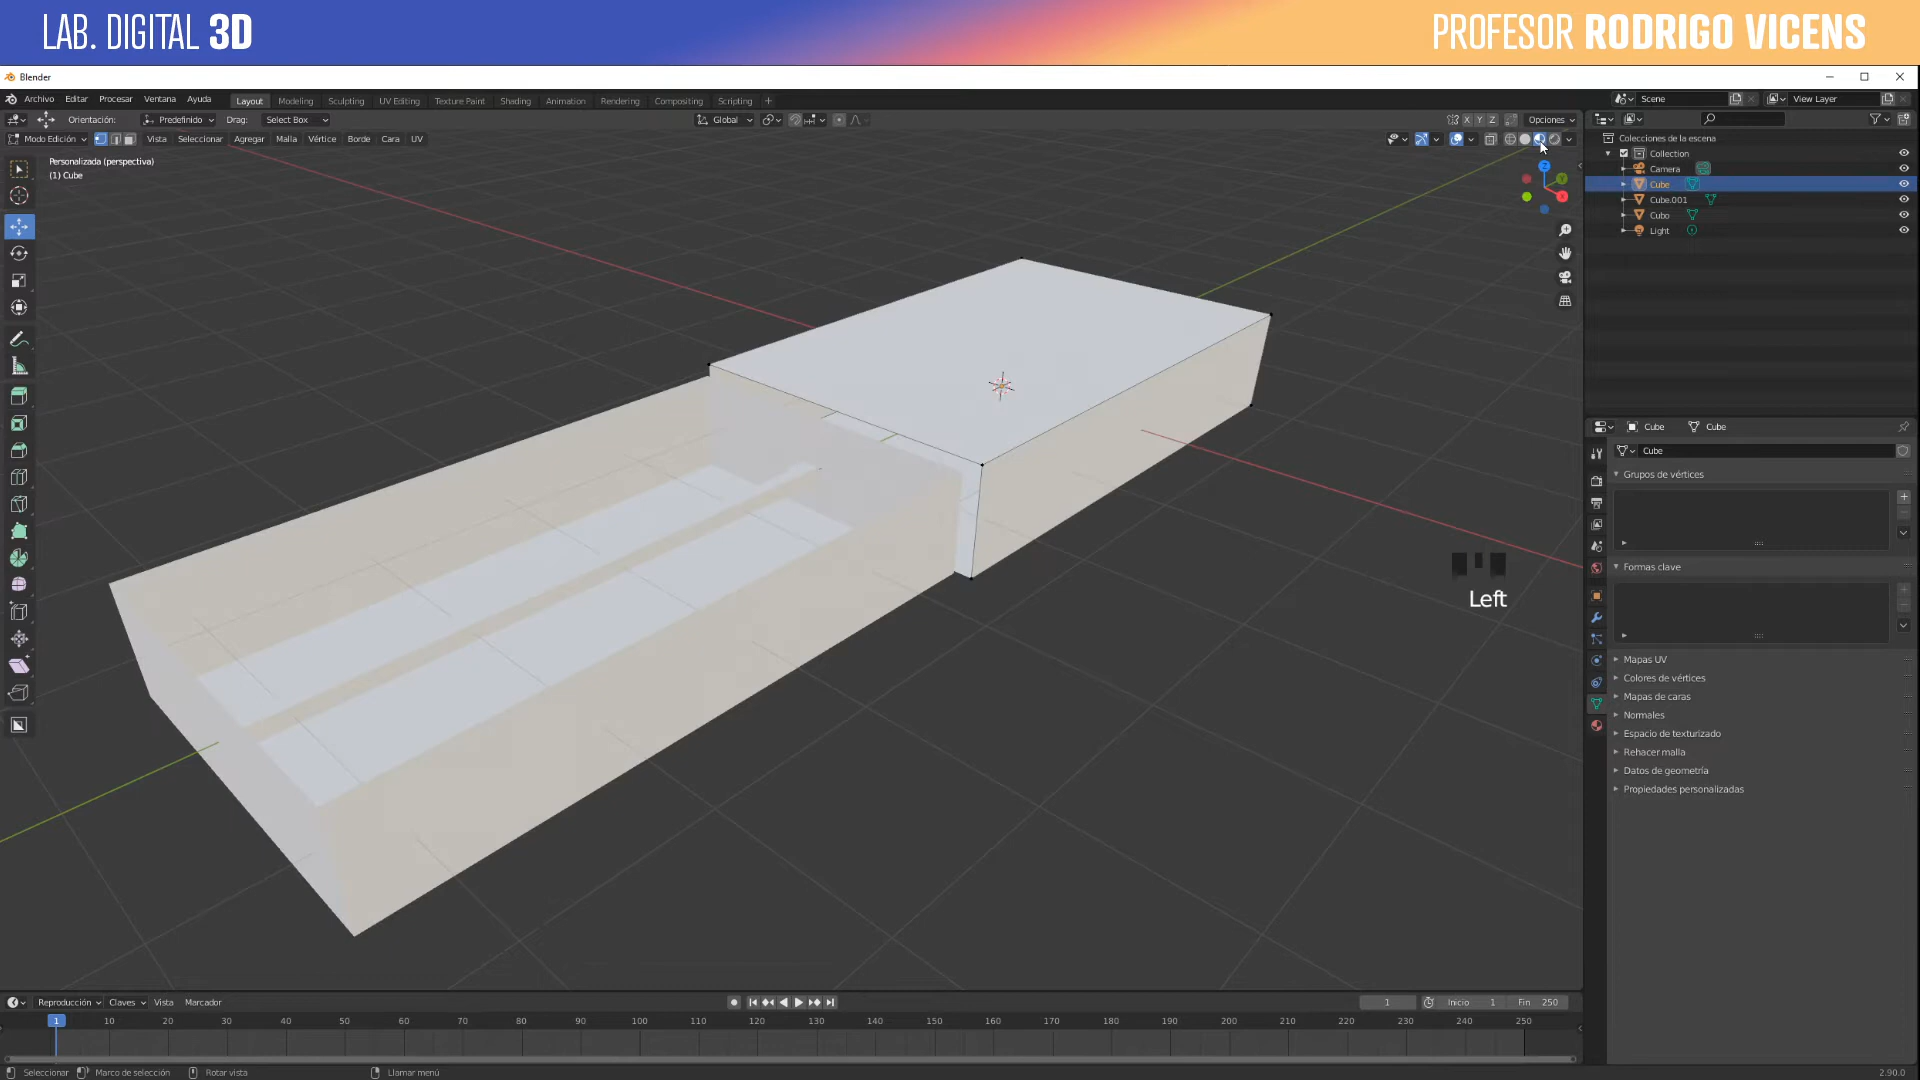 LAB. DIGITAL 3D
PROFESOR RODRIGO VICENS
Blender
Archivo Editar Procesar Ventana Ayuda Layout Modeling Sculpting UV Editing Texture Paint Shading Animation Rendering Compositing Scripting +
Scene View Layer
Orientación: Predefinido Drag: Select Box Global X Y Z Opciones
Modo Edición Vista Seleccionar Agregar Malla Vértice Borde Cara UV
Personalizada (perspectiva)
(1) Cube
Z
Y
X
Colecciones de la escena
Collection
Camera
Cube
Cube.001
Cubo
Light
Cube Cube
Cube
Grupos de vértices
Formas clave
Mapas UV
Colores de vértices
Mapas de caras
Normales
Espacio de texturizado
Rehacer malla
Datos de geometría
Propiedades personalizadas
Left
Reproducción Claves Vista Marcador 1 Inicio 1 Fin 250
1 10 20 30 40 50 60 70 80 90 100 110 120 130 140 150 160 170 180 190 200 210 220 230 240 250
Seleccionar Marco de selección Rotar vista Llamar menú 2.90.0